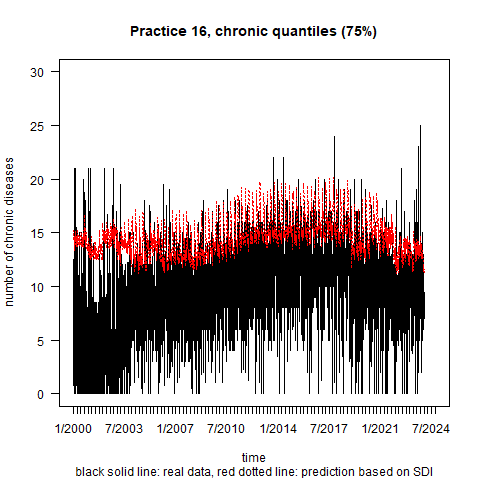 Practice 16, chronic quantiles (75%)
number of chronic diseases
30
25
20
15
10
5
0
1/2000 7/2003 1/2007 7/2010 1/2014 7/2017 1/2021 7/2024
time
black solid line: real data, red dotted line: prediction based on SDI